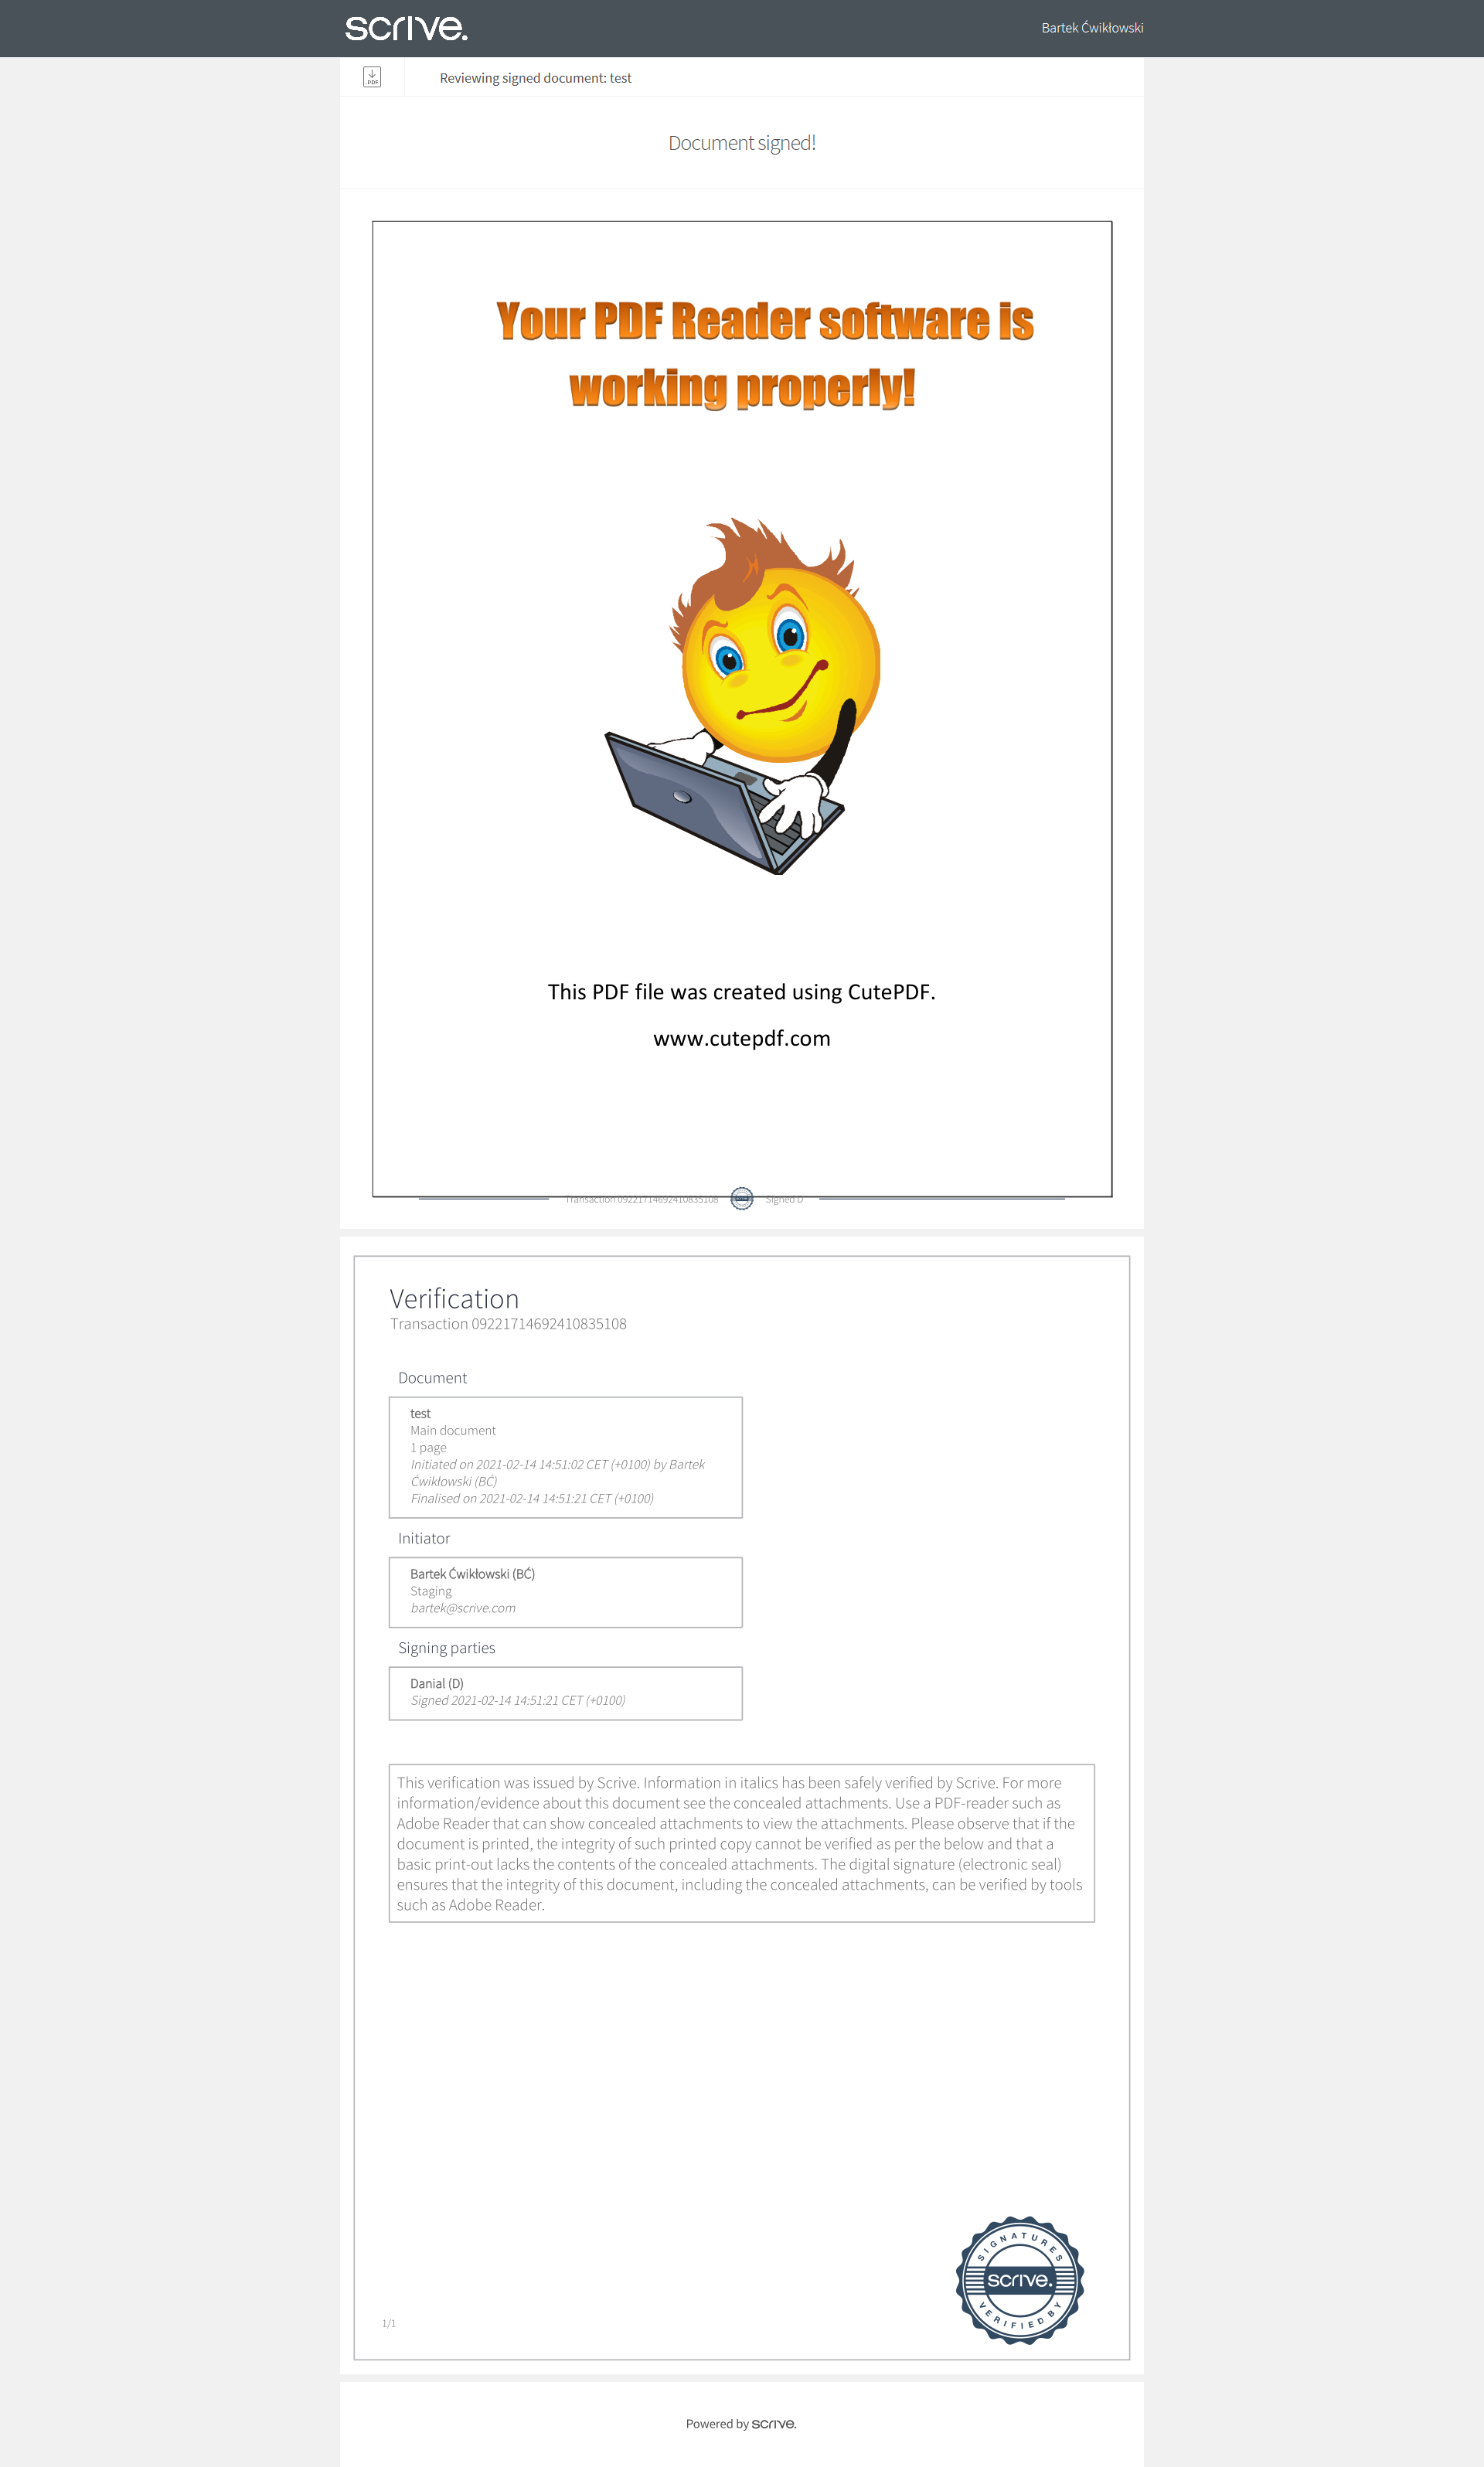 scrive.
Bartek Ćwikłowski
PDF
Reviewing signed document: test
Document signed!
Your PDF Reader software is
working properly!
This PDF file was created using CutePDF.
www.cutepdf.com
Transaction 09221714692410835108
Signed D
Verification
Transaction 09221714692410835108
Document
test
Main document
1 page
Initiated on 2021-02-14 14:51:02 CET (+0100) by Bartek
Ćwikłowski (BĆ)
Finalised on 2021-02-14 14:51:21 CET (+0100)
Initiator
Bartek Ćwikłowski (BĆ)
Staging
bartek@scrive.com
Signing parties
Danial (D)
Signed 2021-02-14 14:51:21 CET (+0100)
This verification was issued by Scrive. Information in italics has been safely verified by Scrive. For more
information/evidence about this document see the concealed attachments. Use a PDF-reader such as
Adobe Reader that can show concealed attachments to view the attachments. Please observe that if the
document is printed, the integrity of such printed copy cannot be verified as per the below and that a
basic print-out lacks the contents of the concealed attachments. The digital signature (electronic seal)
ensures that the integrity of this document, including the concealed attachments, can be verified by tools
such as Adobe Reader.
SIGNATURES
scrive.
VERIFIED BY
1/1
Powered by scrive.